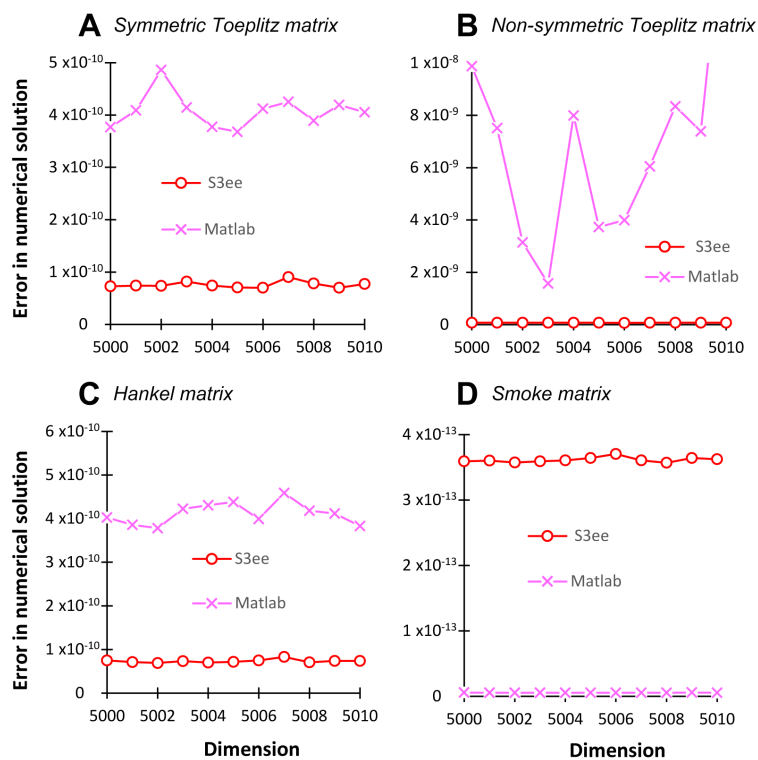 A Symmetric Toeplitz matrix
Error in numerical solution
5 x10-10
4 x10-10
3 x10-10
2 x10-10
1 x10-10
0
S3ee
Matlab
5000 5002 5004 5006 5008 5010
B Non-symmetric Toeplitz matrix
1 x10-8
8 x10-9
6 x10-9
4 x10-9
2 x10-9
0
S3ee
Matlab
5000 5002 5004 5006 5008 5010
C Hankel matrix
Error in numerical solution
6 x10-10
5 x10-10
4 x10-10
3 x10-10
2 x10-10
1 x10-10
0
S3ee
Matlab
5000 5002 5004 5006 5008 5010
Dimension
D Smoke matrix
4 x10-13
3 x10-13
2 x10-13
1 x10-13
0
S3ee
Matlab
5000 5002 5004 5006 5008 5010
Dimension